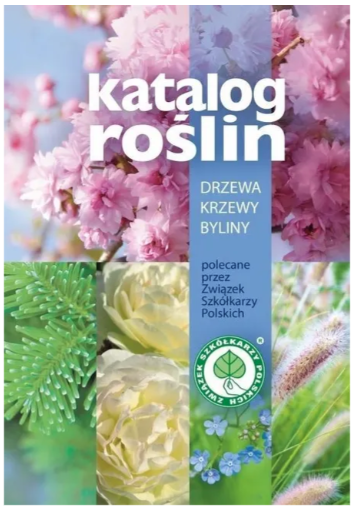 katalog
roślin
DRZEWA
KRZEWY
BYLINY
polecane
przez
Związek
Szkółkarzy
Polskich
ZWIĄZEK SZKÓŁKARZY POLSKICH
®